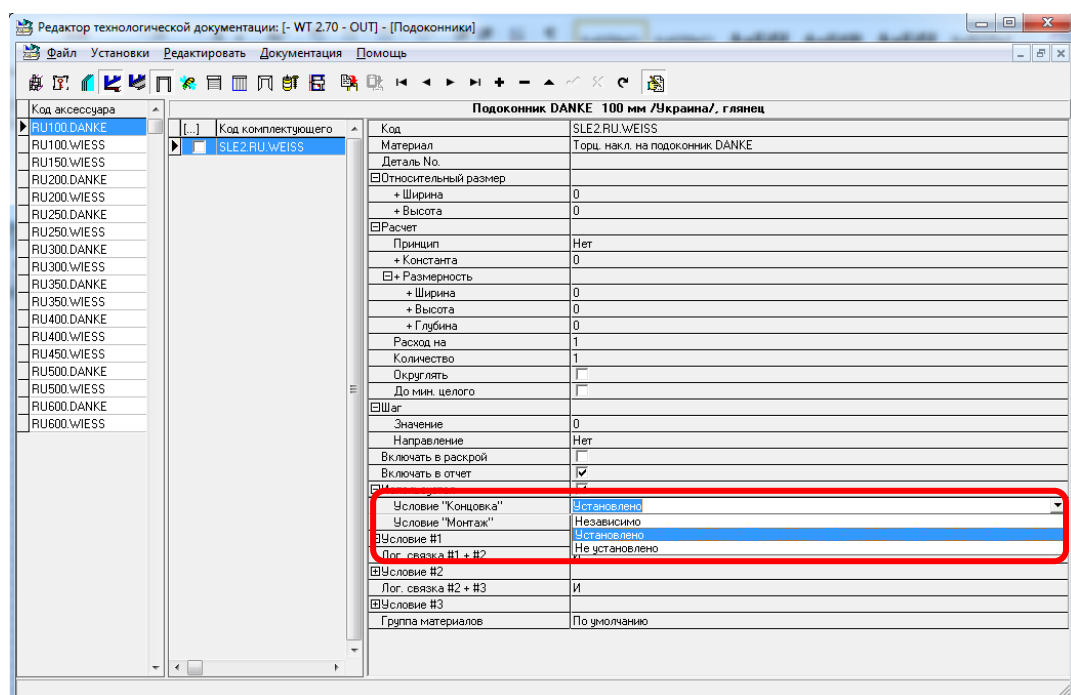 Редактор технологической документации: [- WT 2.70 - OUT] - [Подоконники]
Файл Установки Редактировать Документация Помощь
Код аксессуара
Подоконник DANKE 100 мм /Украина/, глянец
RU100.DANKE
RU100.WIESS
RU150.WIESS
RU200.DANKE
RU200.WIESS
RU250.DANKE
RU250.WIESS
RU300.DANKE
RU300.WIESS
RU350.DANKE
RU350.WIESS
RU400.DANKE
RU400.WIESS
RU450.WIESS
RU500.DANKE
RU500.WIESS
RU600.DANKE
RU600.WIESS
[...] Код комплектующего
SLE2.RU.WEISS
Код SLE2.RU.WEISS
Материал Торц. накл. на подоконник DANKE
Деталь No.
Относительный размер
+ Ширина 0
+ Высота 0
Расчет
Принцип Нет
+ Константа 0
+ Размерность
+ Ширина 0
+ Высота 0
+ Глубина 0
Расход на 1
Количество 1
Округлять
До мин. целого
Шаг
Значение 0
Направление Нет
Включать в раскрой
Включать в отчет
Условие "Концовка" Установлено
Условие "Монтаж" Независимо
Условие #1 Установлено
Лог. связка #1 + #2 Не установлено
Условие #2
Лог. связка #2 + #3 И
Условие #3
Группа материалов По умолчанию